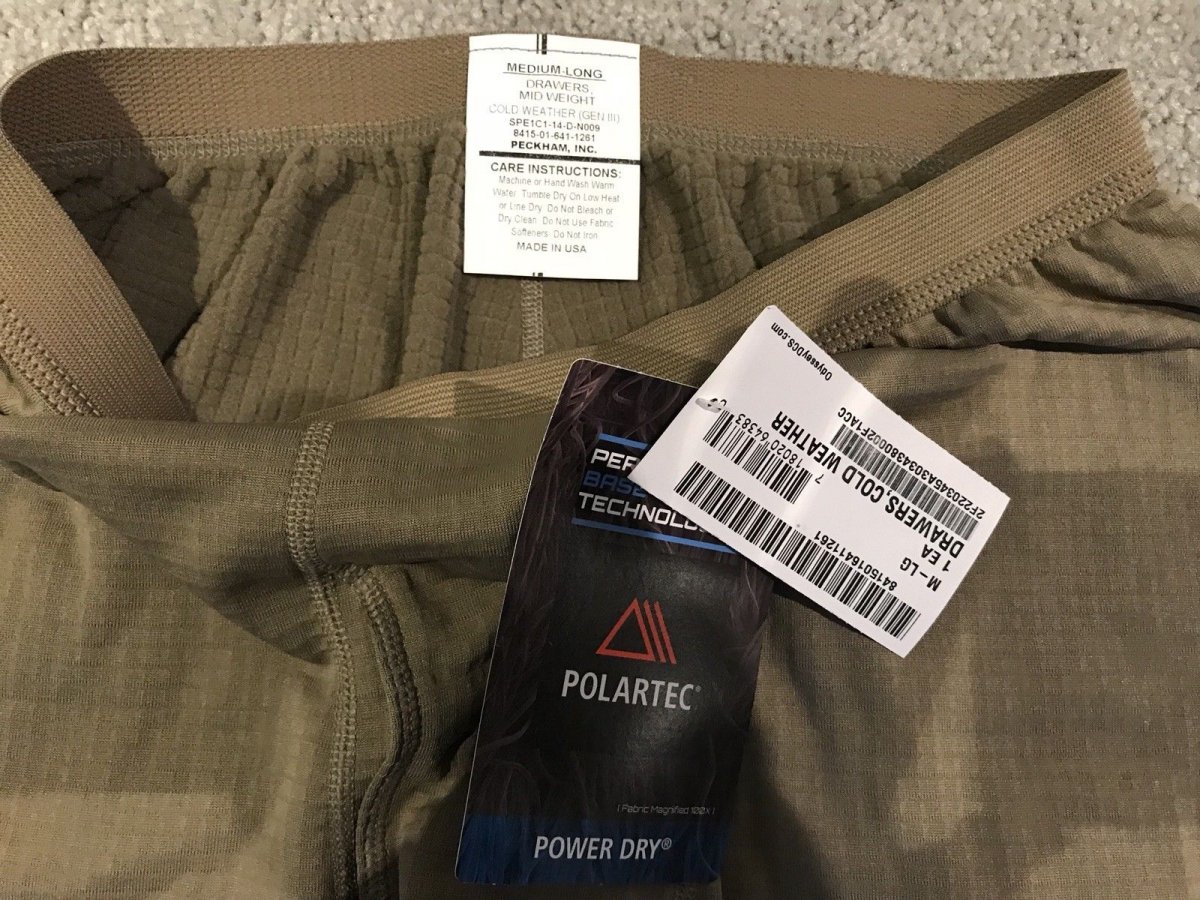 MEDIUM-LONG
DRAWERS,
MID WEIGHT
COLD WEATHER (GEN III)
SPE1C1-14-D-N009
8415-01-641-1261
PECKHAM, INC.
CARE INSTRUCTIONS:
Machine or Hand Wash Warm
Water. Tumble Dry On Low Heat
or Line Dry. Do Not Bleach or
Dry Clean. Do Not Use Fabric
Softeners. Do Not Iron
MADE IN USA
M-LG
1 EA
DRAWERS,COLD WEATHER
8415016411261
7 18020 64383
2F220345A3034380002F1ACC
OdysseyDCS.com
PER
BASE
TECHNOLO
POLARTEC®
[ Fabric Magnified 100X ]
POWER DRY®